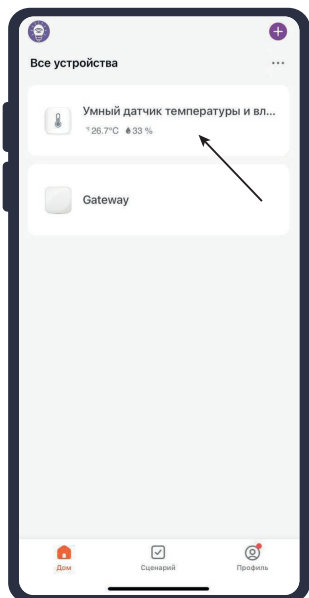 Все устройства
Умный датчик температуры и вл...
26.7°C 33 %
Gateway
Дом Сценарий Профиль